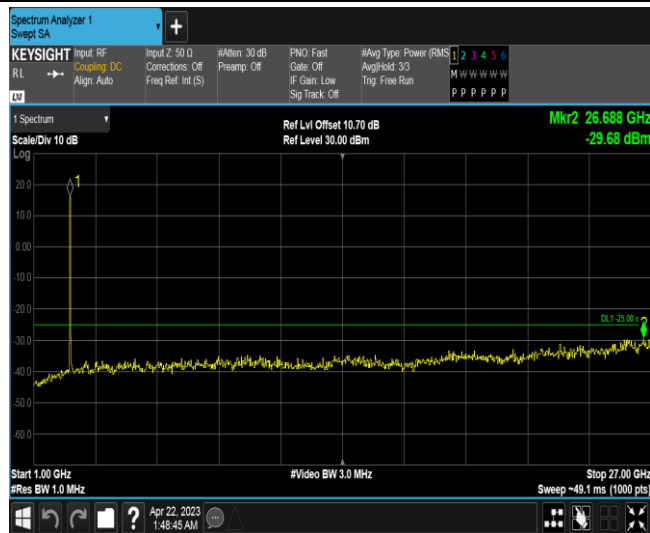 Spectrum Analyzer 1
Swept SA
+
KEYSIGHT
RL
LXI
Input: RF
Coupling: DC
Align: Auto
Input Z: 50 Ω
Corrections: Off
Freq Ref: Int (S)
#Atten: 30 dB
Preamp: Off
PNO: Fast
Gate: Off
IF Gain: Low
Sig Track: Off
#Avg Type: Power (RMS
Avg|Hold: 3/3
Trig: Free Run
1 2 3 4 5 6
M W W W W W
P P P P P P
1 Spectrum
Scale/Div 10 dB
Log
Ref Lvl Offset 10.70 dB
Ref Level 30.00 dBm
Mkr2 26.688 GHz
-29.68 dBm
1
20.0
10.0
0.00
-10.0
-20.0
DL1 -25.00
2
-30.0
-40.0
-50.0
-60.0
Start 1.00 GHz
#Res BW 1.0 MHz
#Video BW 3.0 MHz
Stop 27.00 GHz
Sweep ~49.1 ms (1000 pts)
?
Apr 22, 2023
1:48:45 AM